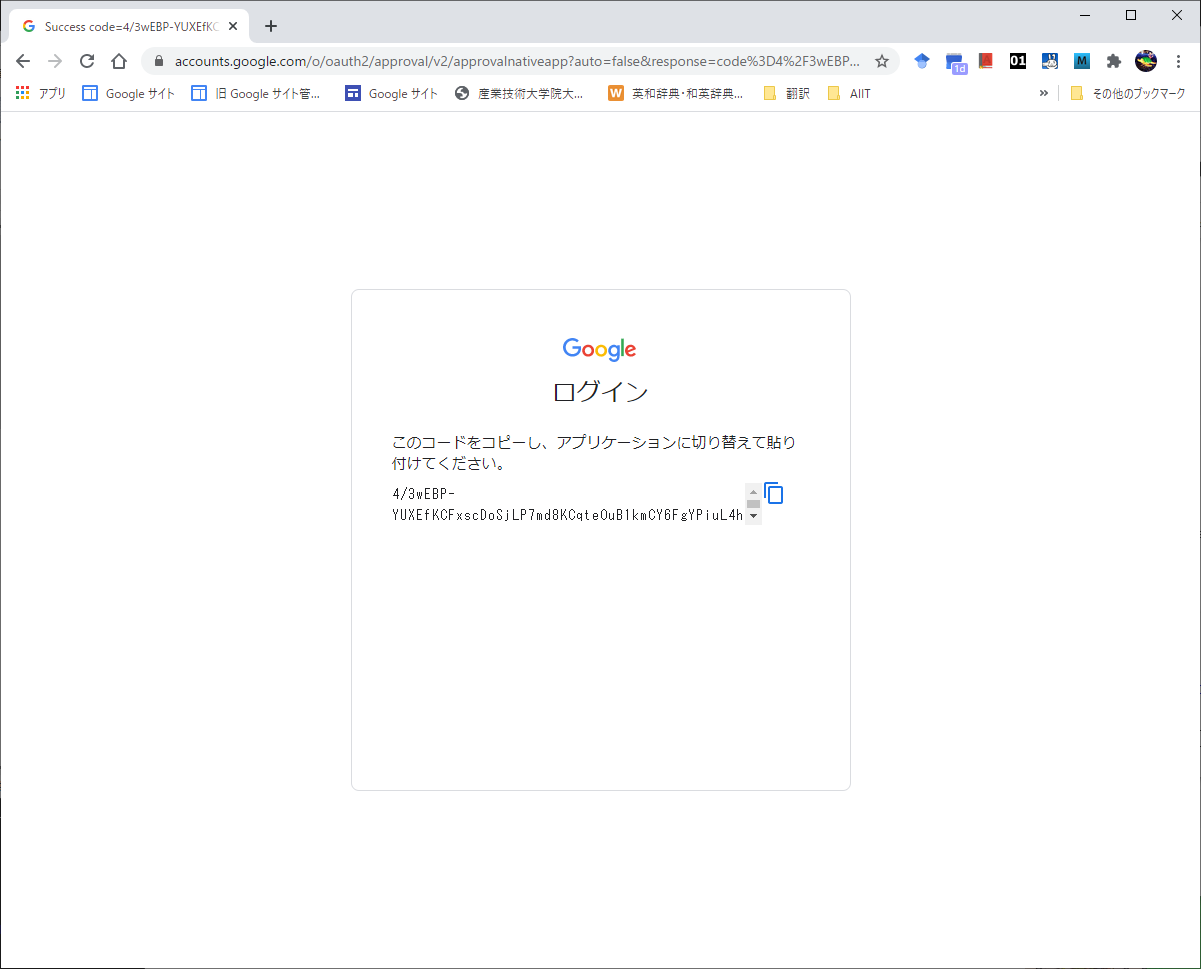 Success code=4/3wEBP-YUXEfKC
accounts.google.com/o/oauth2/approval/v2/approvalnativeapp?auto=false&response=code%3D4%2F3wEBP...
1d
01
M
アプリ
Google サイト
旧 Google サイト管...
Google サイト
産業技術大学院大...
W
英和辞典・和英辞典...
翻訳
AIIT
»
その他のブックマーク
Google
ログイン
このコードをコピーし、アプリケーションに切り替えて貼り
付けてください。
4/3wEBP-
YUXEfKCFxscDoSjLP7md8KCqteOuB1kmCY6FgYPiuL4h